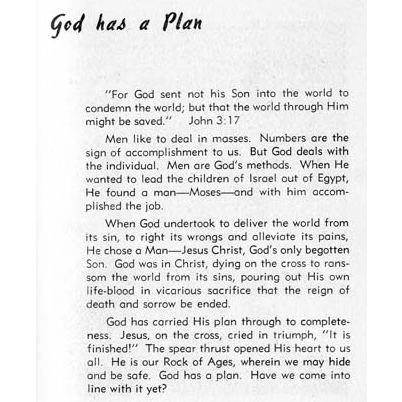 God has a Plan
"For God sent not his Son into the world to
condemn the world; but that the world through Him
might be saved." John 3:17
Men like to deal in masses. Numbers are the
sign of accomplishment to us. But God deals with
the individual. Men are God's methods. When He
wanted to lead the children of Israel out of Egypt,
He found a man—Moses—and with him accom-
plished the job.
When God undertook to deliver the world from
its sin, to right its wrongs and alleviate its pains,
He chose a Man—Jesus Christ, God's only begotten
Son. God was in Christ, dying on the cross to ran-
som the world from its sins, pouring out His own
life-blood in vicarious sacrifice that the reign of
death and sorrow be ended.
God has carried His plan through to complete-
ness. Jesus, on the cross, cried in triumph, "It is
finished!" The spear thrust opened His heart to us
all. He is our Rock of Ages, wherein we may hide
and be safe. God has a plan. Have we come into
line with it yet?